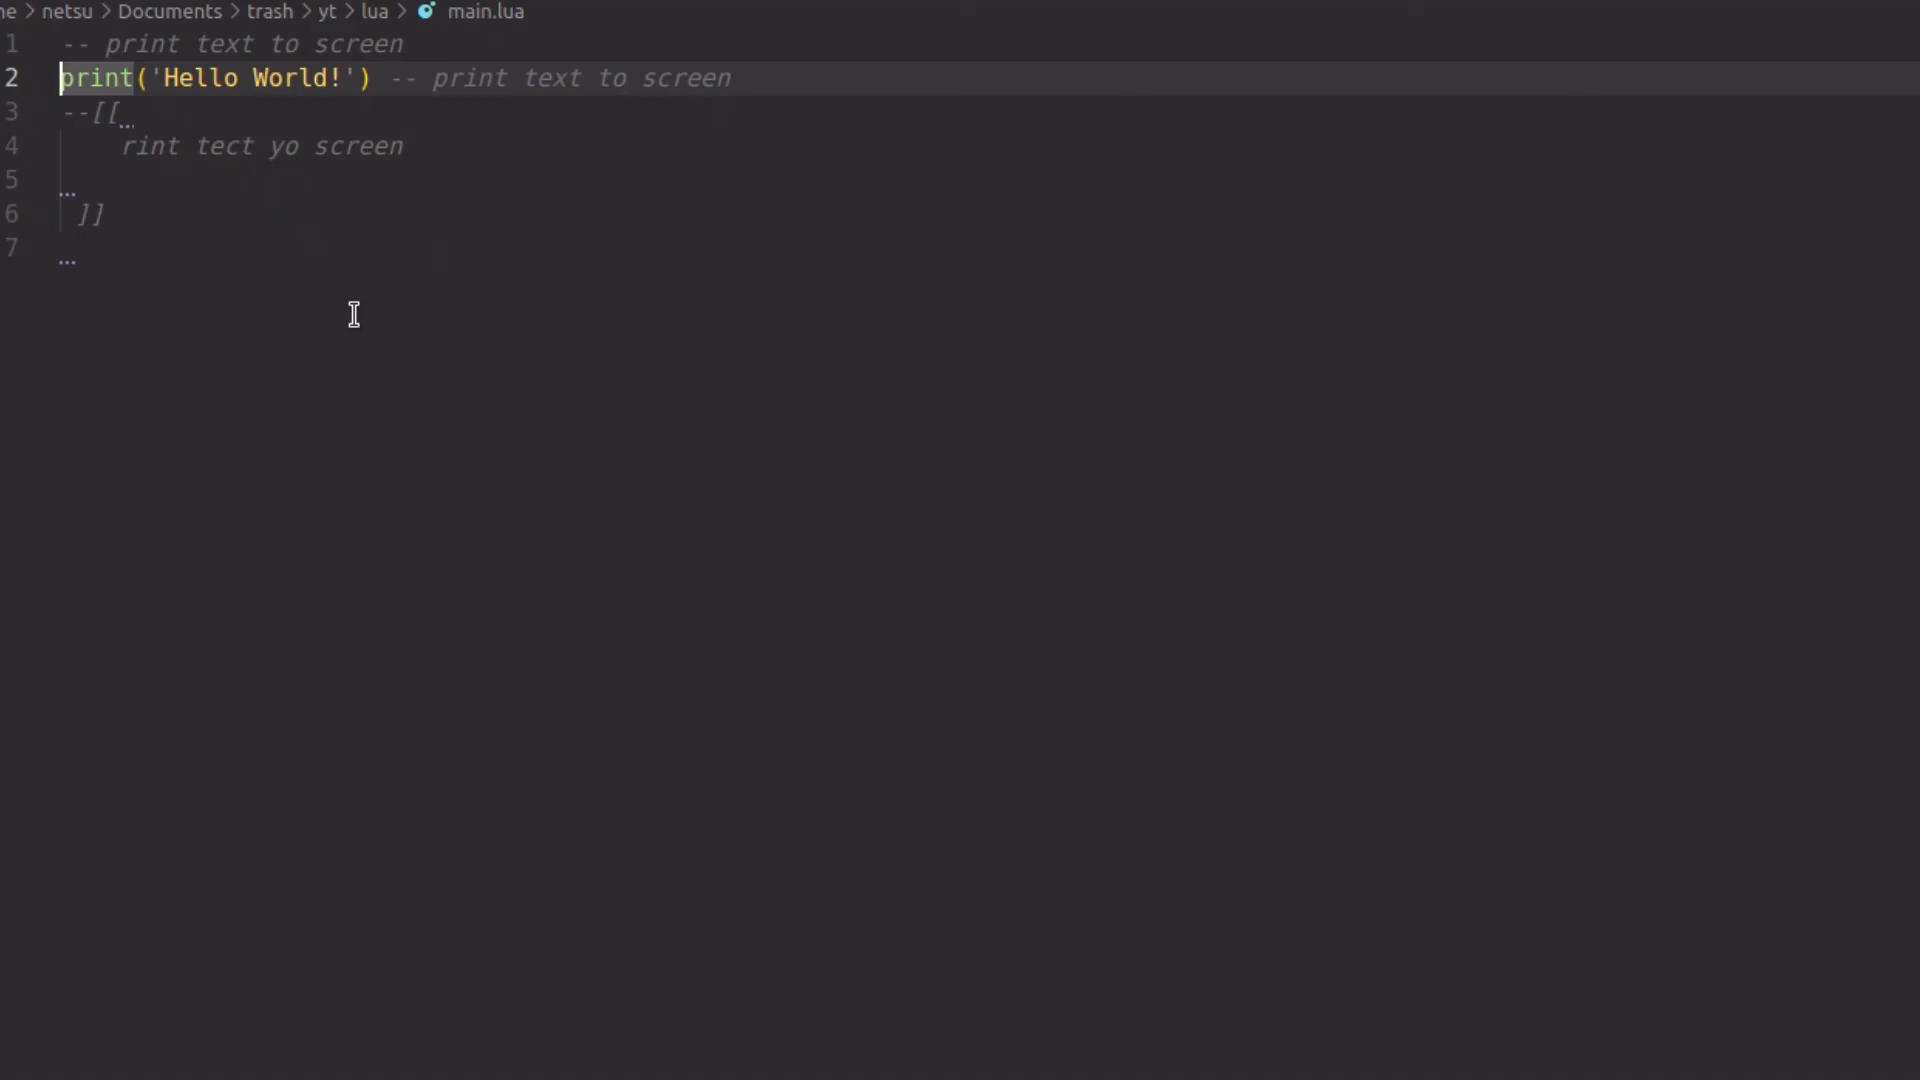 ne > netsu > Documents > trash > yt > lua > main.lua
1 -- print text to screen
2 print('Hello World!') -- print text to screen
3 --[[
4 rint tect yo screen
5
6 ]]
7